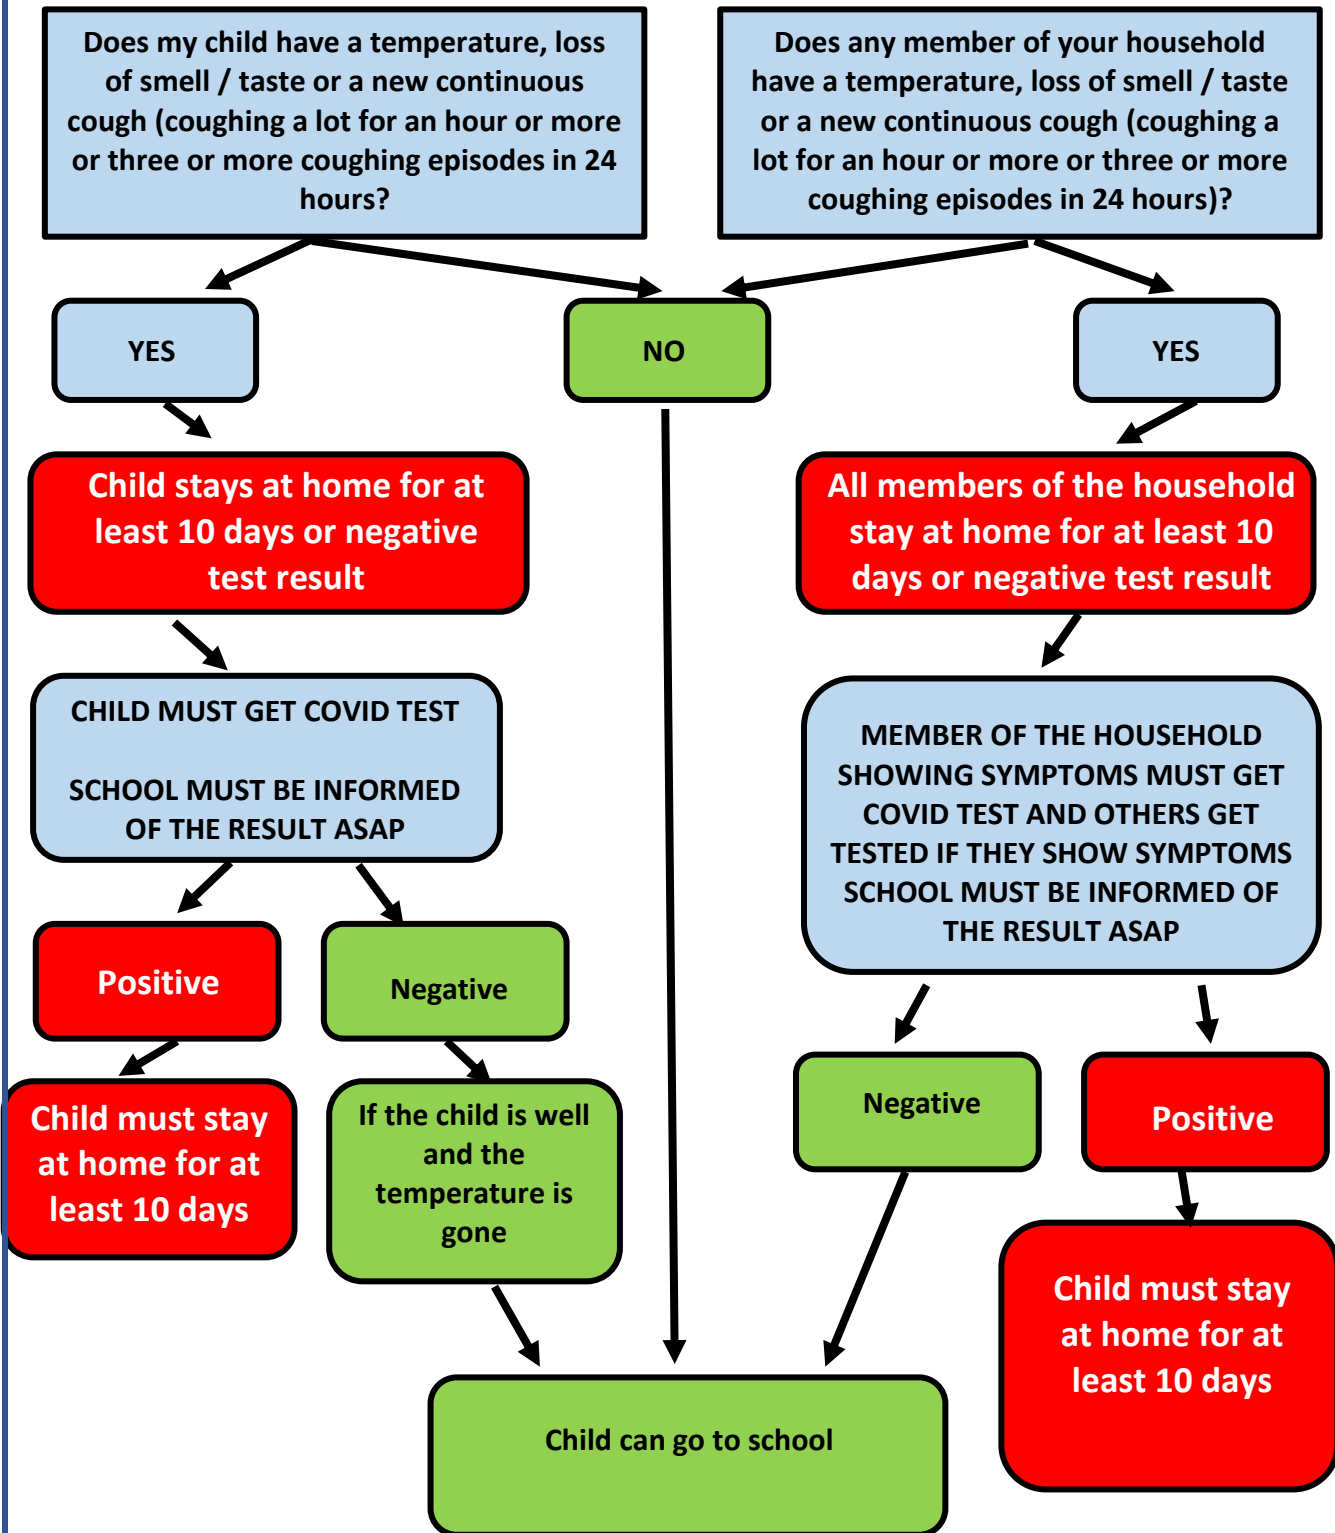 Does my child have a temperature, loss
of smell / taste or a new continuous
cough (coughing a lot for an hour or more
or three or more coughing episodes in 24
hours?
Does any member of your household
have a temperature, loss of smell / taste
or a new continuous cough (coughing a
lot for an hour or more or three or more
coughing episodes in 24 hours)?
YES
NO
YES
Child stays at home for at
least 10 days or negative
test result
All members of the household
stay at home for at least 10
days or negative test result
CHILD MUST GET COVID TEST
SCHOOL MUST BE INFORMED
OF THE RESULT ASAP
MEMBER OF THE HOUSEHOLD
SHOWING SYMPTOMS MUST GET
COVID TEST AND OTHERS GET
TESTED IF THEY SHOW SYMPTOMS
SCHOOL MUST BE INFORMED OF
THE RESULT ASAP
Positive
Negative
Negative
Positive
Child must stay
at home for at
least 10 days
If the child is well
and the
temperature is
gone
Child must stay
at home for at
least 10 days
Child can go to school